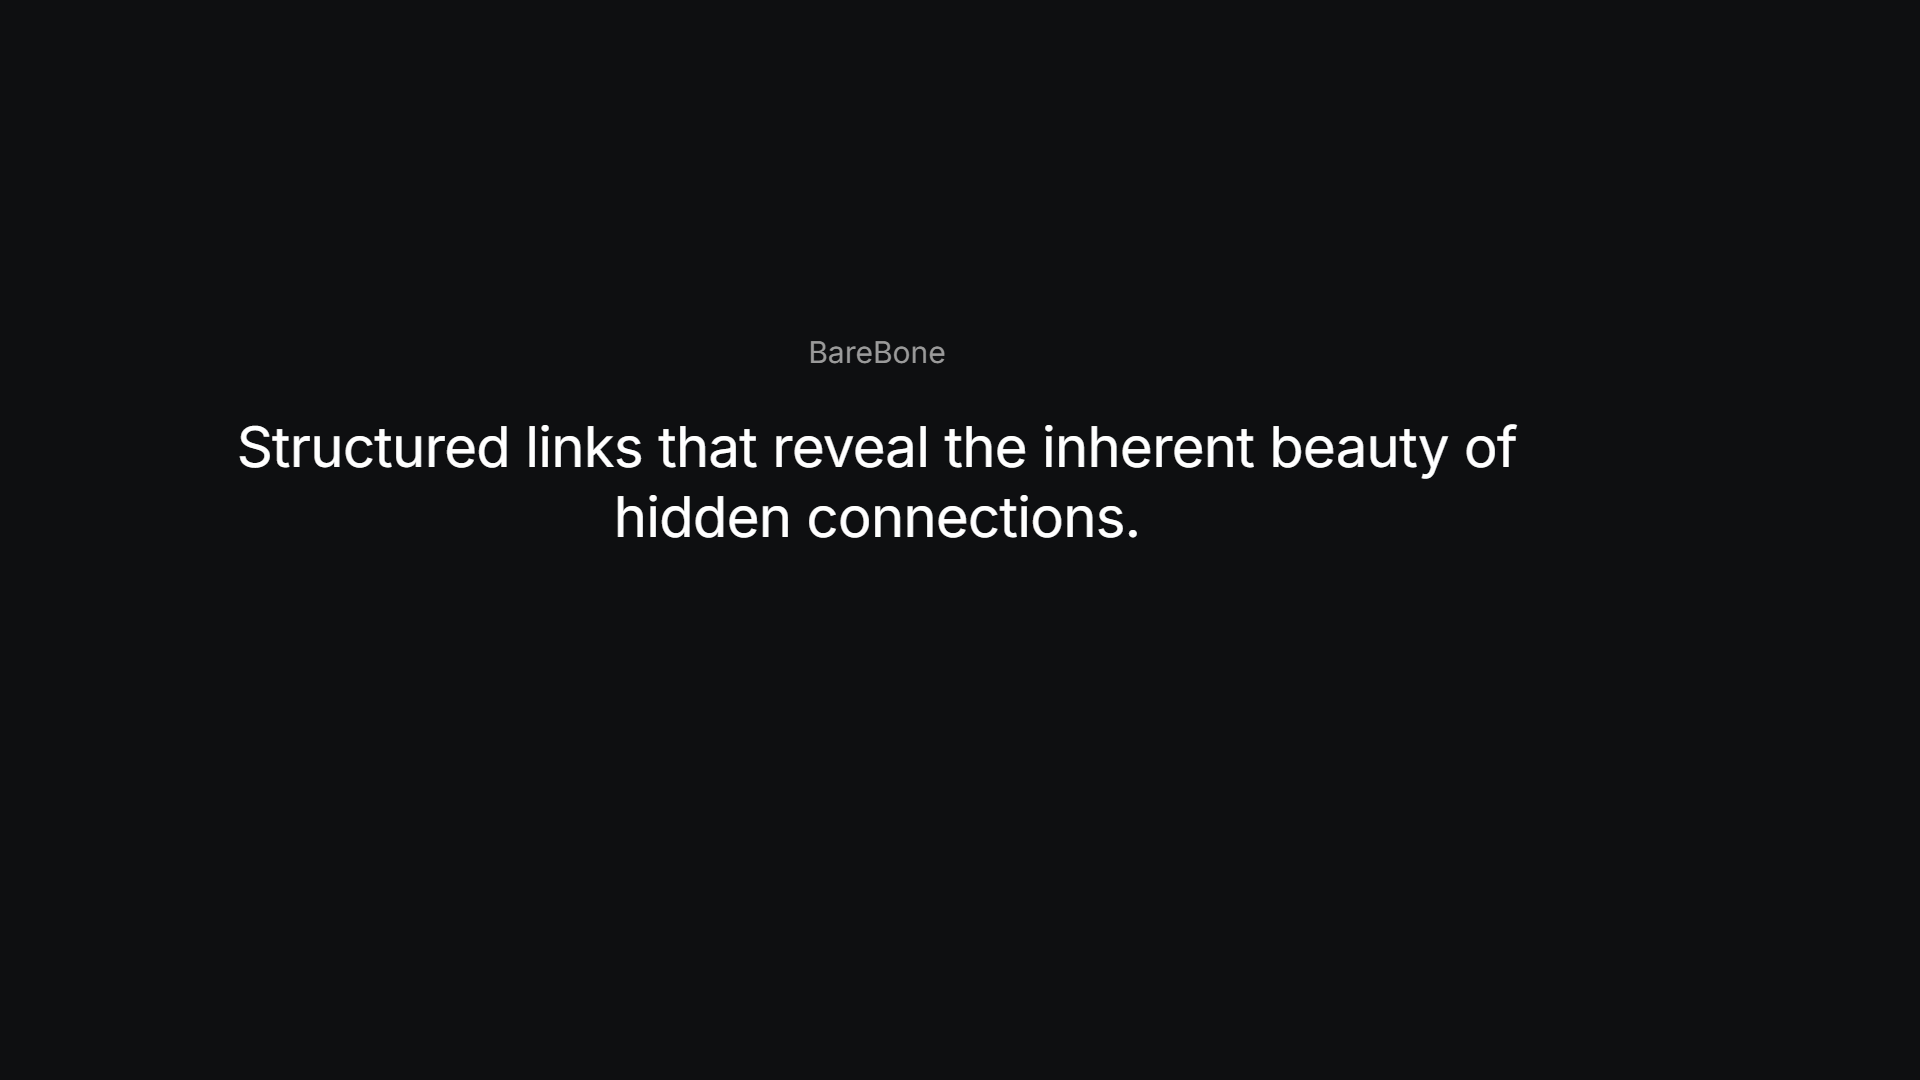 BareBone
Structured links that reveal the inherent beauty of
hidden connections.